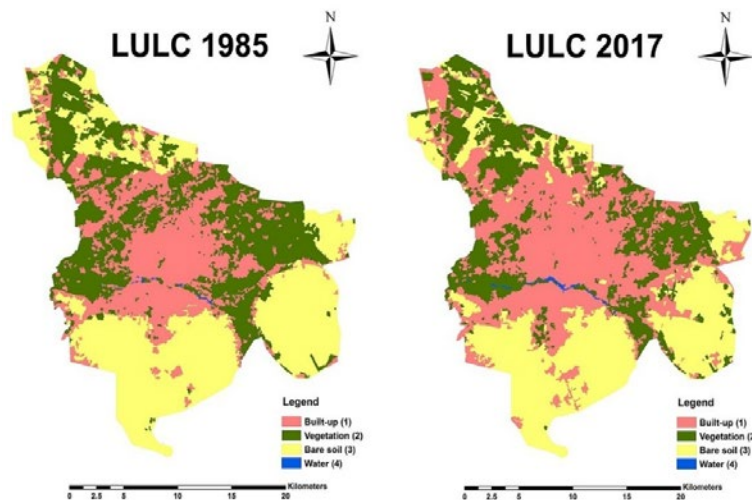 LULC 1985
N
Legend
Built-up (1)
Vegetation (2)
Bare soil (3)
Water (4)
Kilometers
0 2.5 5 10 15 20
LULC 2017
N
Legend
Built-up (1)
Vegetation (2
Bare soil (3)
Water (4)
Kilometers
0 2.5 5 10 15 20